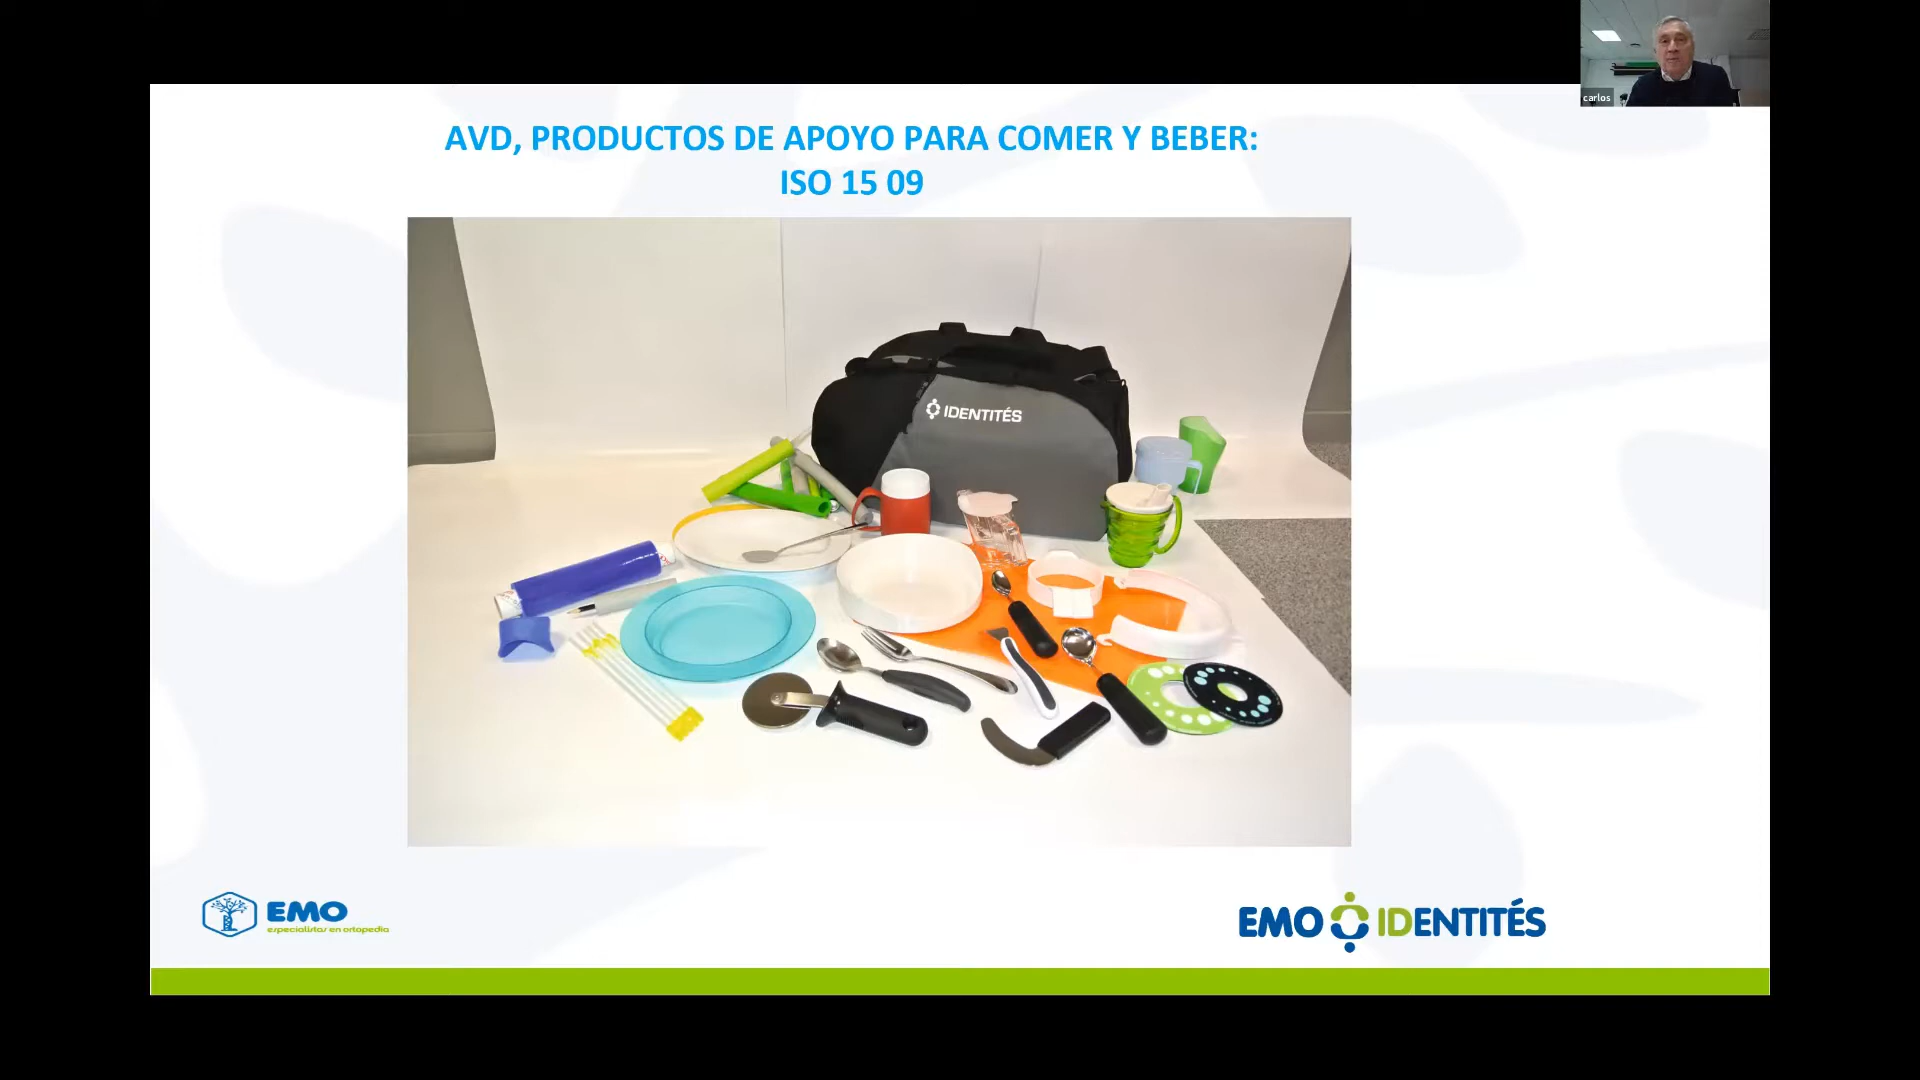 carlos
AVD, PRODUCTOS DE APOYO PARA COMER Y BEBER:
ISO 15 09
IDENTITÉS
EMO
especialistas en ortopedia
EMO IDENTITÉS